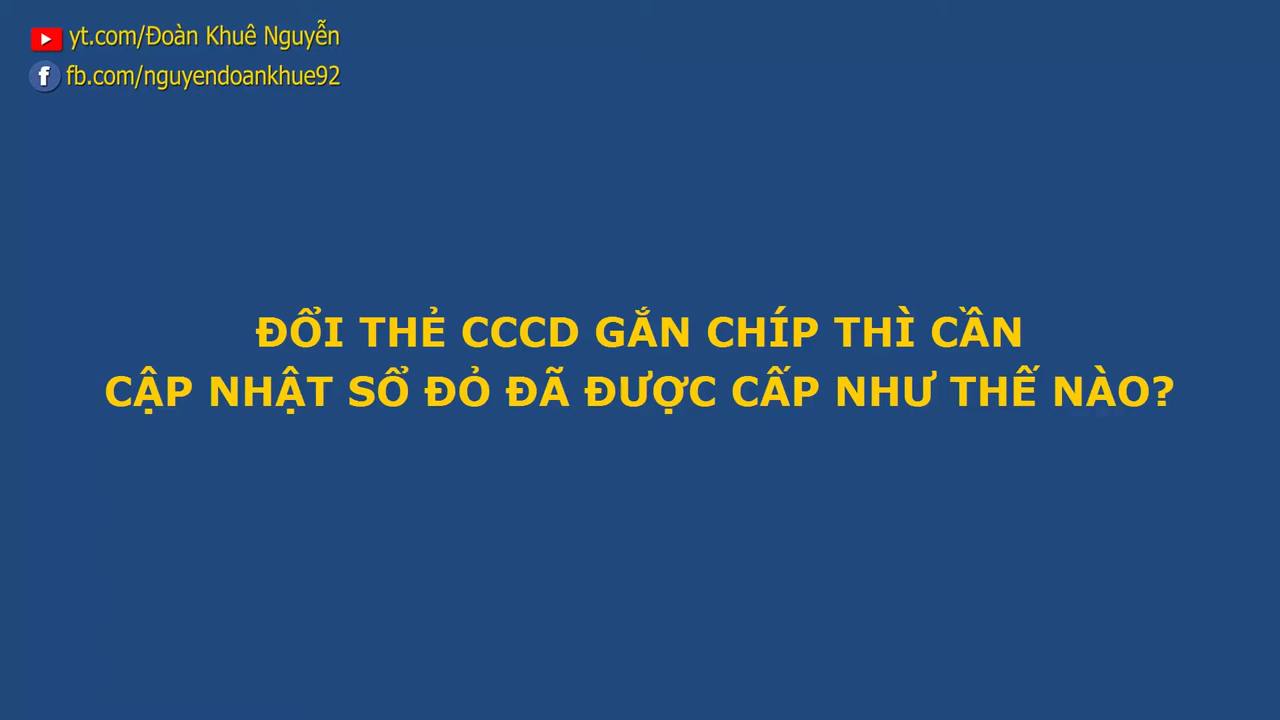 yt.com/Đoàn Khuê Nguyễn
f fb.com/nguyendoankhue92
ĐỔI THẺ CCCD GẮN CHÍP THÌ CẦN
CẬP NHẬT SỔ ĐỎ ĐÃ ĐƯỢC CẤP NHƯ THẾ NÀO?